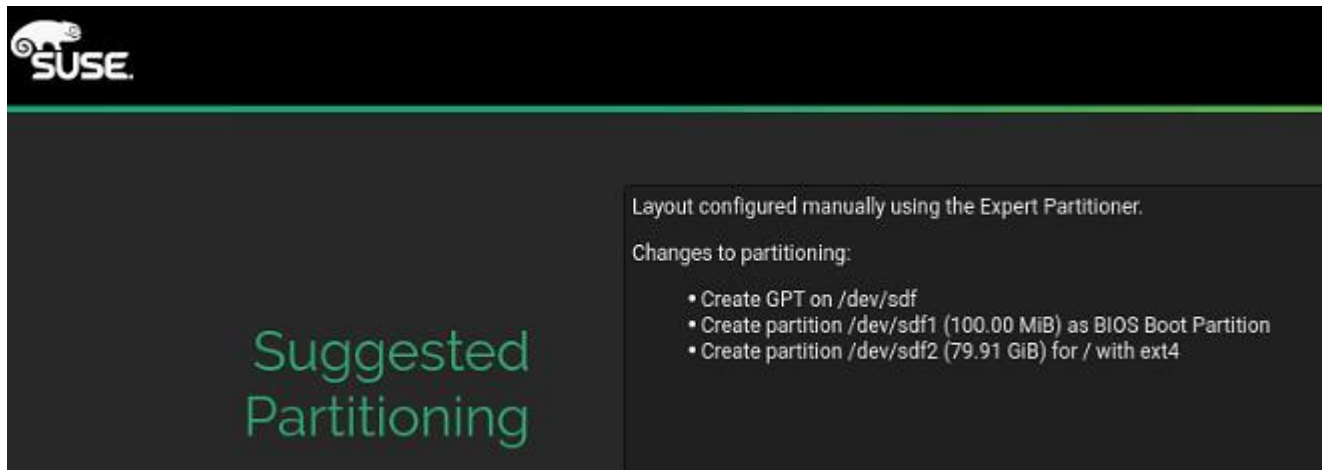 SUSE.
Layout configured manually using the Expert Partitioner.
Changes to partitioning:
• Create GPT on /dev/sdf
• Create partition /dev/sdf1 (100.00 MiB) as BIOS Boot Partition
• Create partition /dev/sdf2 (79.91 GiB) for / with ext4
Suggested
Partitioning